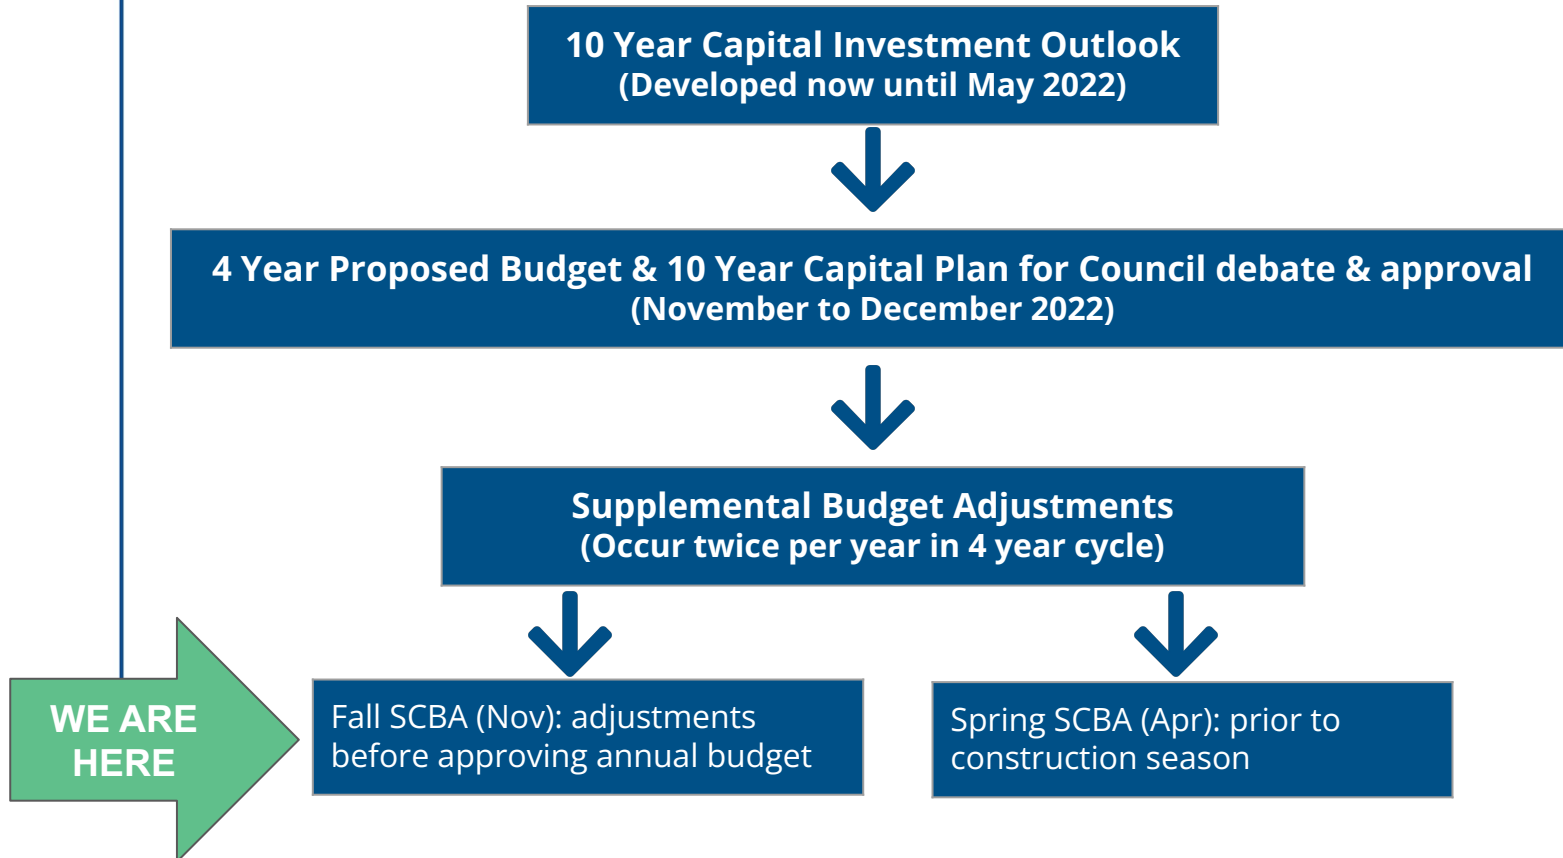 10 Year Capital Investment Outlook
(Developed now until May 2022)
4 Year Proposed Budget & 10 Year Capital Plan for Council debate & approval
(November to December 2022)
Supplemental Budget Adjustments
(Occur twice per year in 4 year cycle)
WE ARE
HERE
Fall SCBA (Nov): adjustments
before approving annual budget
Spring SCBA (Apr): prior to
construction season